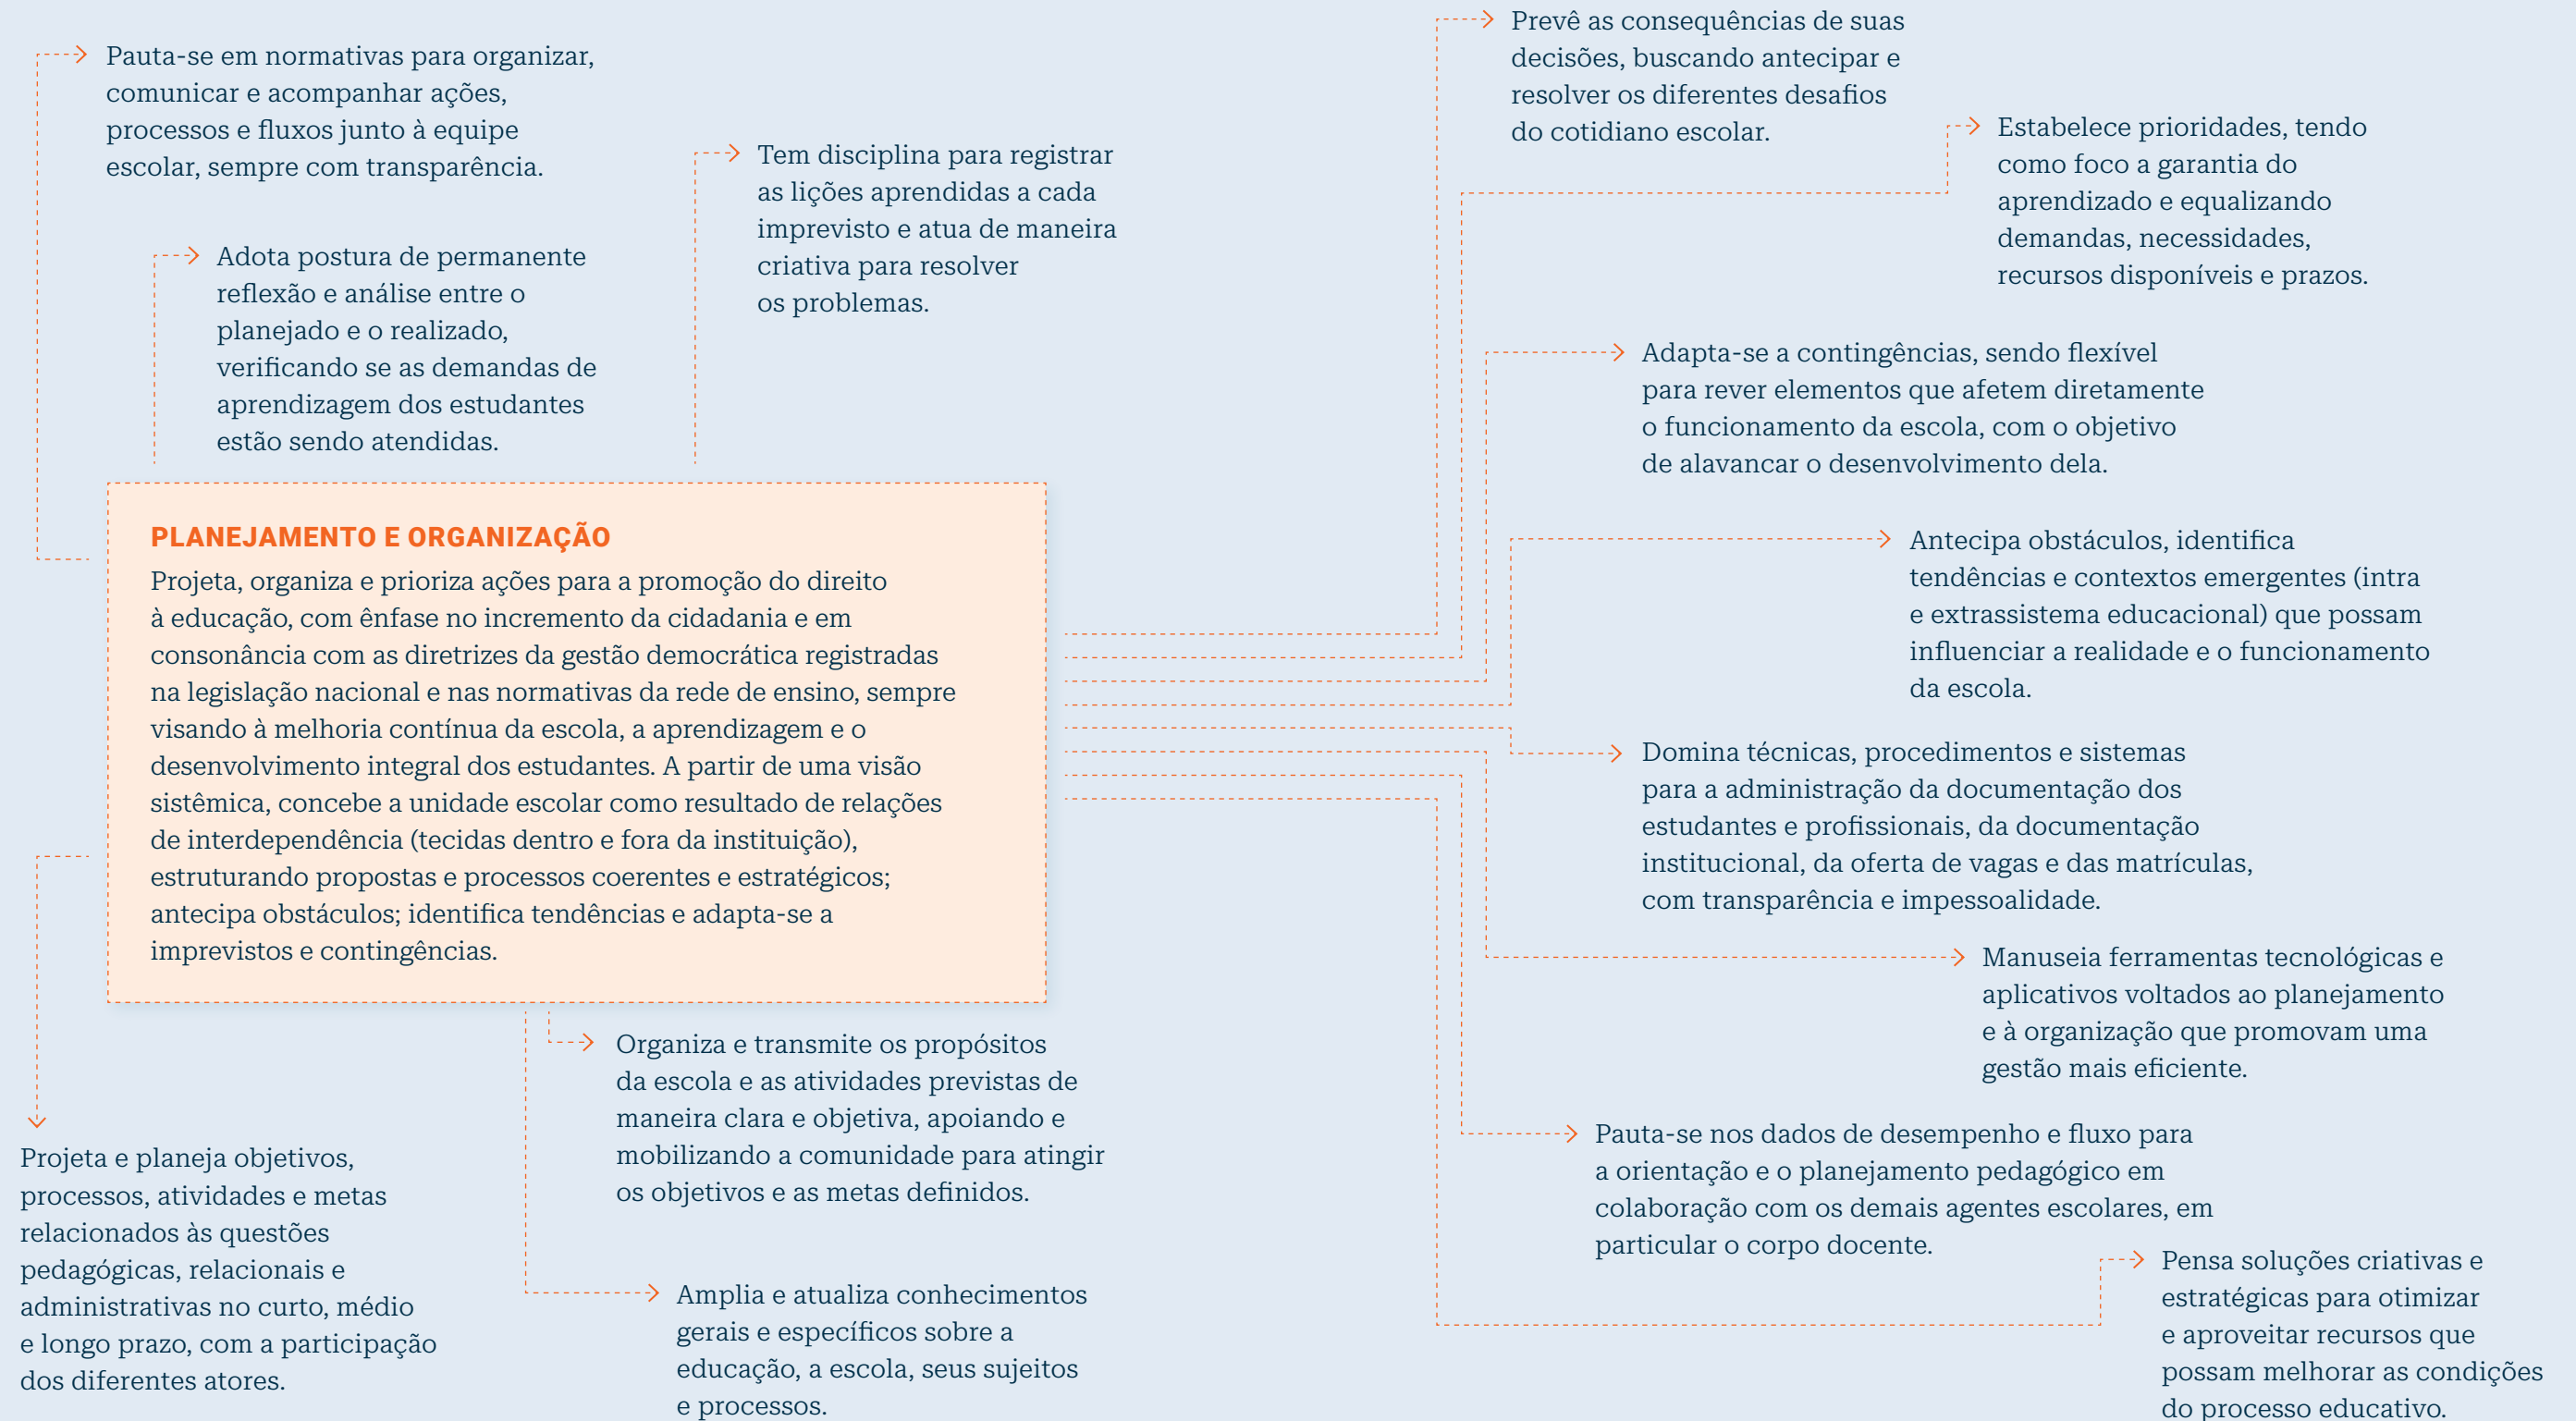 Pauta-se em normativas para organizar,
comunicar e acompanhar ações,
processos e fluxos junto à equipe
escolar, sempre com transparência.
Adota postura de permanente
reflexão e análise entre o
planejado e o realizado,
verificando se as demandas de
aprendizagem dos estudantes
estão sendo atendidas.
Tem disciplina para registrar
as lições aprendidas a cada
imprevisto e atua de maneira
criativa para resolver
os problemas.
PLANEJAMENTO E ORGANIZAÇÃO
Projeta, organiza e prioriza ações para a promoção do direito
à educação, com ênfase no incremento da cidadania e em
consonância com as diretrizes da gestão democrática registradas
na legislação nacional e nas normativas da rede de ensino, sempre
visando à melhoria contínua da escola, a aprendizagem e o
desenvolvimento integral dos estudantes. A partir de uma visão
sistêmica, concebe a unidade escolar como resultado de relações
de interdependência (tecidas dentro e fora da instituição),
estruturando propostas e processos coerentes e estratégicos;
antecipa obstáculos; identifica tendências e adapta-se a
imprevistos e contingências.
Projeta e planeja objetivos,
processos, atividades e metas
relacionados às questões
pedagógicas, relacionais e
administrativas no curto, médio
e longo prazo, com a participação
dos diferentes atores.
Organiza e transmite os propósitos
da escola e as atividades previstas de
maneira clara e objetiva, apoiando e
mobilizando a comunidade para atingir
os objetivos e as metas definidos.
Amplia e atualiza conhecimentos
gerais e específicos sobre a
educação, a escola, seus sujeitos
e processos.
Prevê as consequências de suas
decisões, buscando antecipar e
resolver os diferentes desafios
do cotidiano escolar.
Estabelece prioridades, tendo
como foco a garantia do
aprendizado e equalizando
demandas, necessidades,
recursos disponíveis e prazos.
Adapta-se a contingências, sendo flexível
para rever elementos que afetem diretamente
o funcionamento da escola, com o objetivo
de alavancar o desenvolvimento dela.
Antecipa obstáculos, identifica
tendências e contextos emergentes (intra
e extrassistema educacional) que possam
influenciar a realidade e o funcionamento
da escola.
Domina técnicas, procedimentos e sistemas
para a administração da documentação dos
estudantes e profissionais, da documentação
institucional, da oferta de vagas e das matrículas,
com transparência e impessoalidade.
Manuseia ferramentas tecnológicas e
aplicativos voltados ao planejamento
e à organização que promovam uma
gestão mais eficiente.
Pauta-se nos dados de desempenho e fluxo para
a orientação e o planejamento pedagógico em
colaboração com os demais agentes escolares, em
particular o corpo docente.
Pensa soluções criativas e
estratégicas para otimizar
e aproveitar recursos que
possam melhorar as condições
do processo educativo.